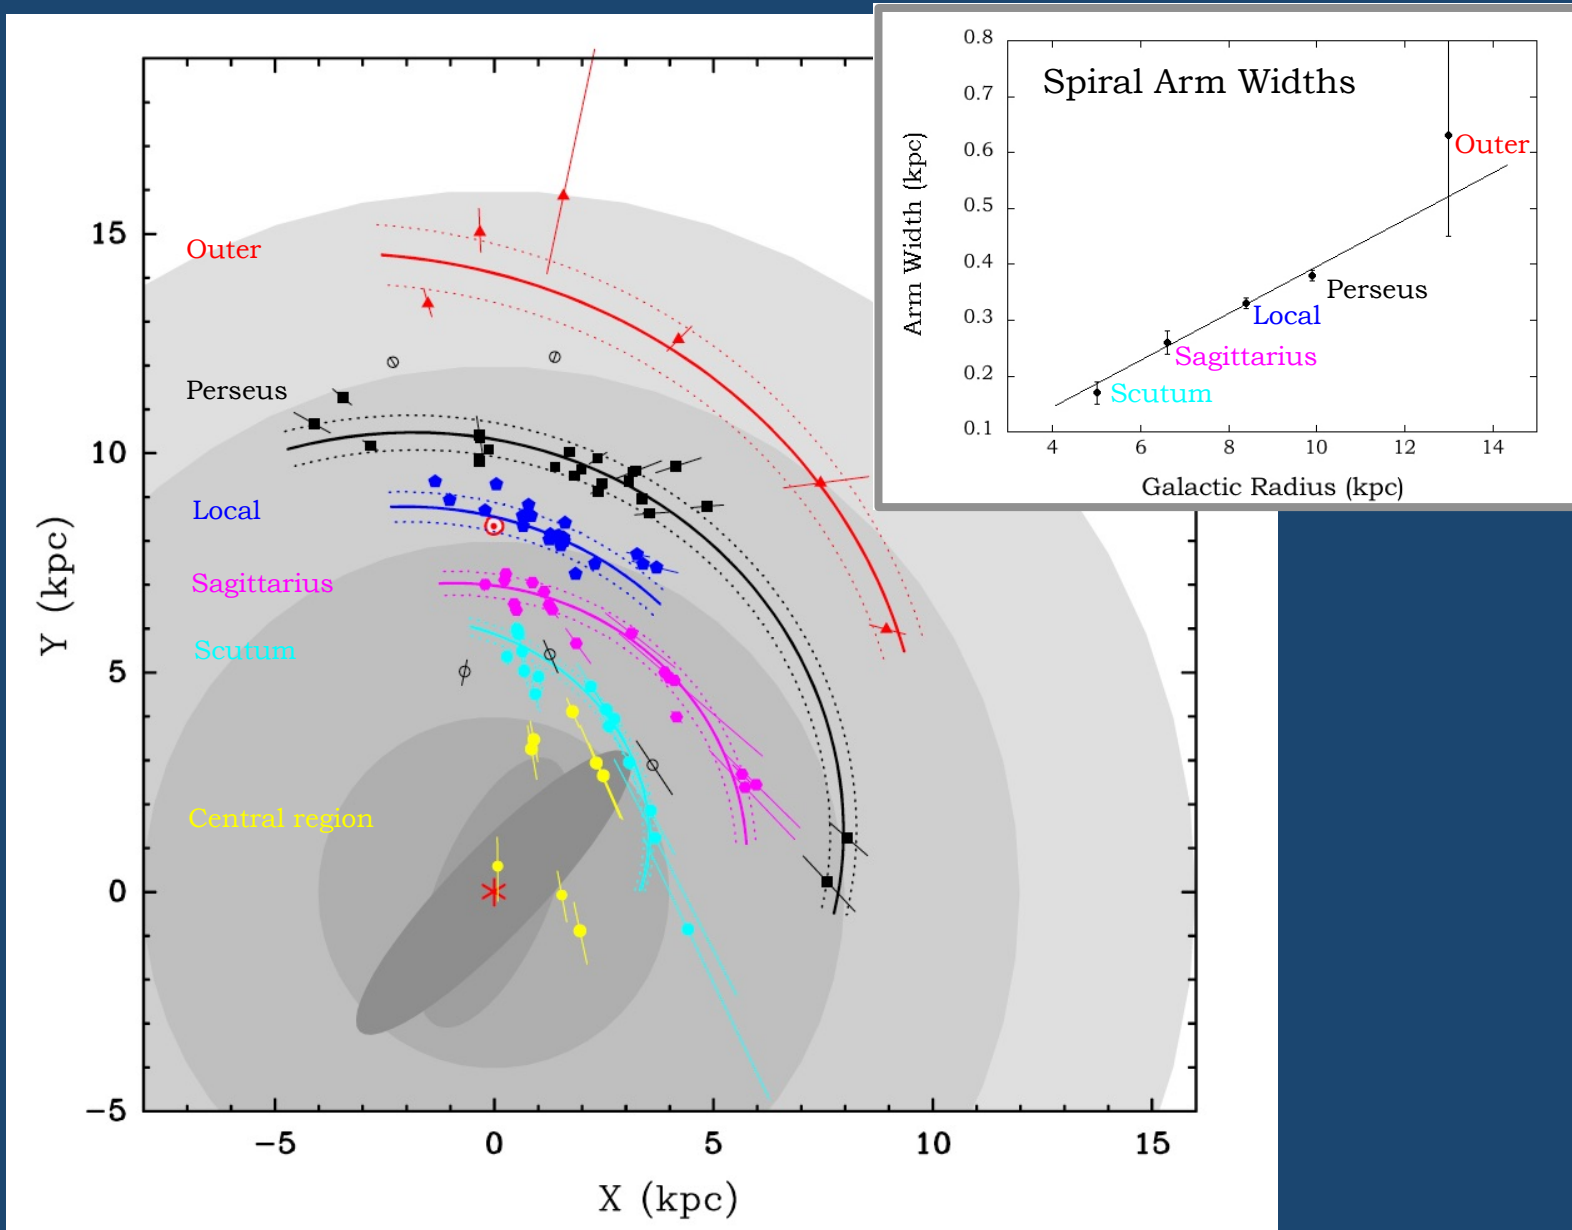 Spiral Arm Widths
0.8
0.7
0.6
0.5
0.4
0.3
0.2
0.1
Arm Width (kpc)
Outer
Perseus
Local
Sagittarius
Scutum
4 6 8 10 12 14
Galactic Radius (kpc)
15
10
5
0
−5
Y (kpc)
Outer
Perseus
Local
Sagittarius
Scutum
Central region
−5 0 5 10 15
X (kpc)